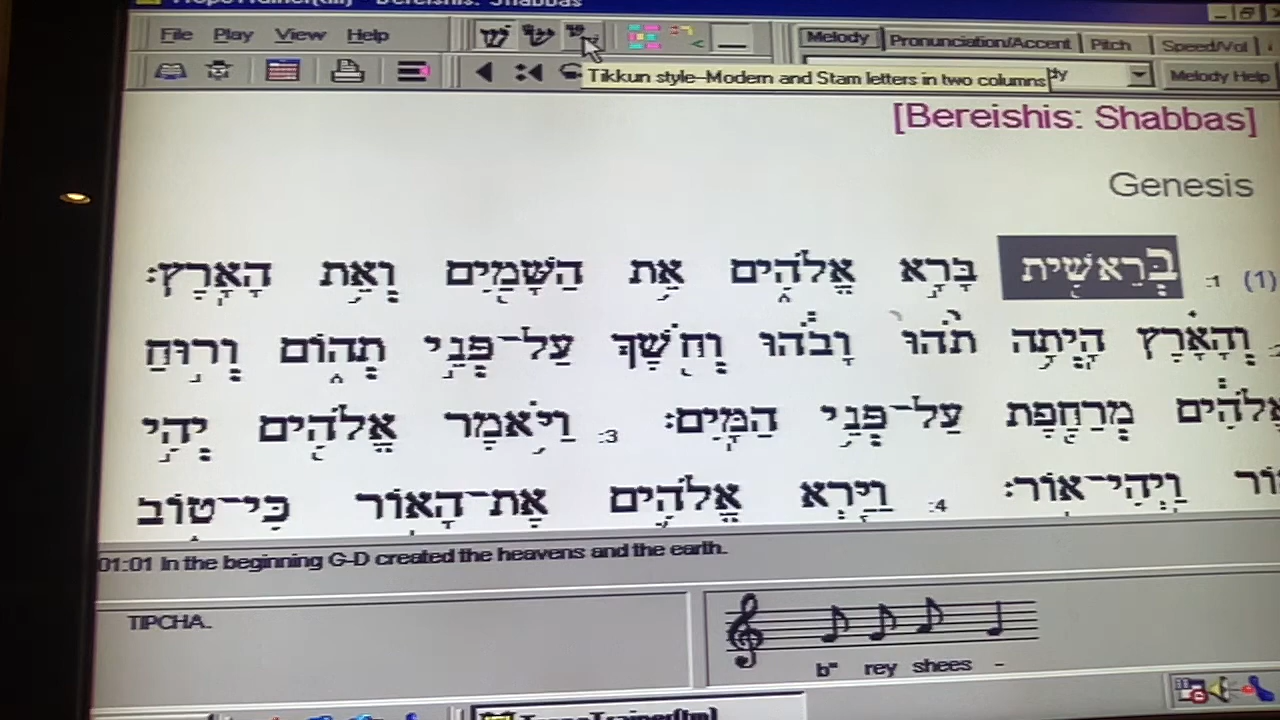 File Play View Help
Melody Pronunciation/Accent Pitch Speed/Vol
Tikkun style--Modern and Stam letters in two columns
Melody Help
[Bereishis: Shabbas]
Genesis
(1) 1: בְּרֵאשִׁ֖ית בָּרָ֣א אֱלֹהִ֑ים אֵ֥ת הַשָּׁמַ֖יִם וְאֵ֥ת הָאָֽרֶץ׃
וְהָאָ֗רֶץ הָיְתָ֥ה תֹ֙הוּ֙ וָבֹ֔הוּ וְחֹ֖שֶׁךְ עַל־פְּנֵ֣י תְה֑וֹם וְר֣וּחַ
אֱלֹהִ֔ים מְרַחֶ֖פֶת עַל־פְּנֵ֥י הַמָּֽיִם׃ 3: וַיֹּ֥אמֶר אֱלֹהִ֖ים יְהִ֣י
וַֽיְהִי־אֽוֹר׃ 4: וַיַּ֧רְא אֱלֹהִ֛ים אֶת־הָא֖וֹר כִּי־ט֑וֹב
01:01 In the beginning G-D created the heavens and the earth.
TIPCHA.
b" rey shees -